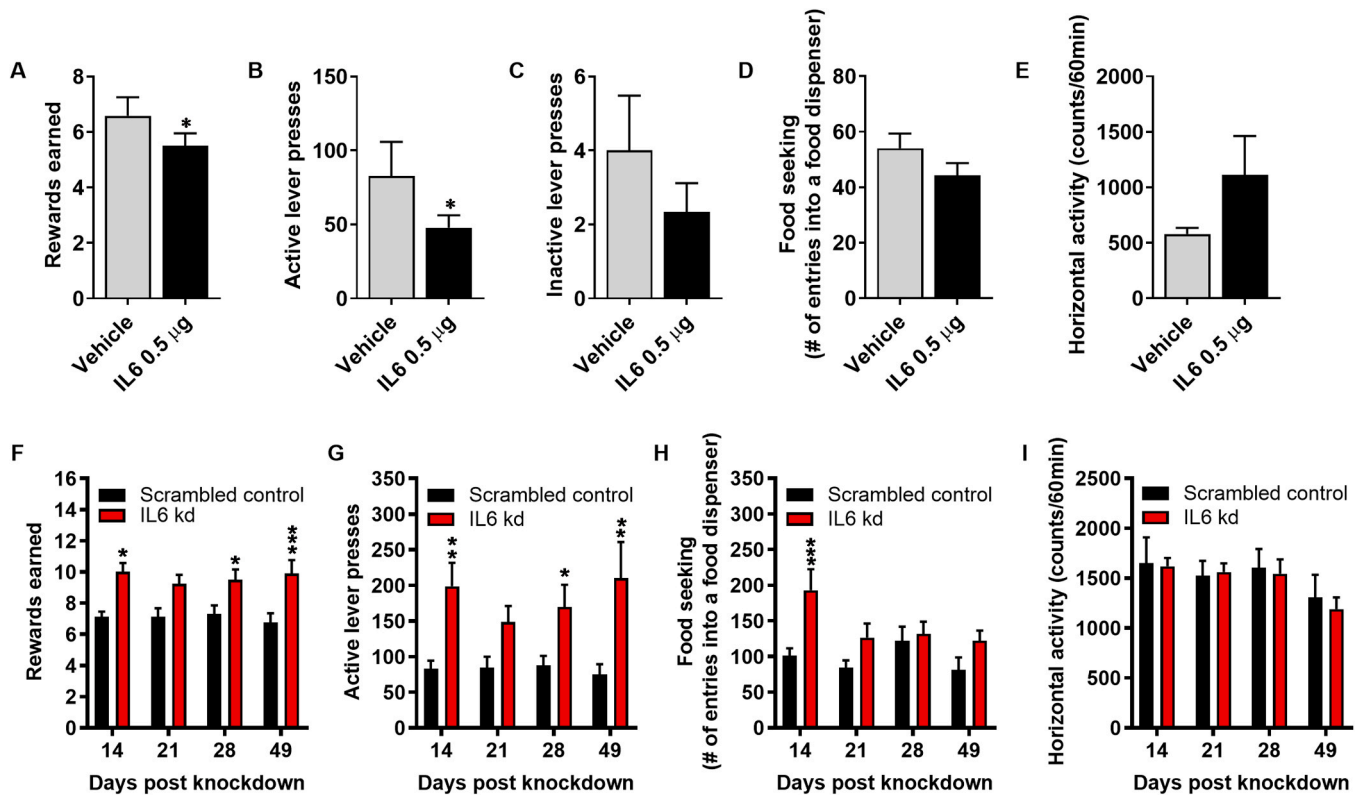 A
Rewards earned
8
6
4
2
0
*
Vehicle
IL6 0.5 μg
B
Active lever presses
150
100
50
0
*
Vehicle
IL6 0.5 μg
C
Inactive lever presses
6
4
2
0
Vehicle
IL6 0.5 μg
D
Food seeking
(# of entries into a food dispenser)
80
60
40
20
0
Vehicle
IL6 0.5 μg
E
Horizontal activity (counts/60min)
2000
1500
1000
500
0
Vehicle
IL6 0.5 μg
F
Rewards earned
16
14
12
10
8
6
4
2
0
Scrambled control
IL6 kd
*
*
***
14 21 28 49
Days post knockdown
G
Active lever presses
350
300
250
200
150
100
50
0
Scrambled control
IL6 kd
**
*
**
14 21 28 49
Days post knockdown
H
Food seeking
(# of entries into a food dispenser)
350
300
250
200
150
100
50
0
Scrambled control
IL6 kd
***
14 21 28 49
Days post knockdown
I
Horizontal activity (counts/60min)
2500
2000
1500
1000
500
0
Scrambled control
IL6 kd
14 21 28 49
Days post knockdown